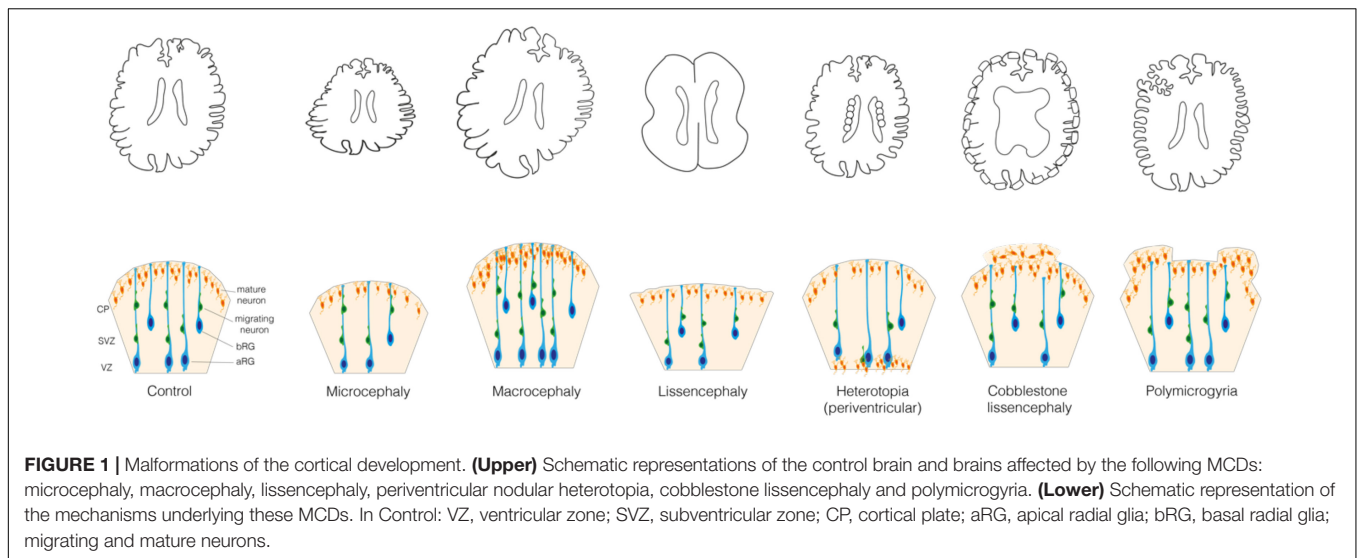 mature
neuron
CP
migrating
neuron
SVZ
bRG
VZ
aRG
Control
Microcephaly
Macrocephaly
Lissencephaly
Heterotopia
(periventricular)
Cobblestone
lissencephaly
Polymicrogyria
FIGURE 1 | Malformations of the cortical development. (Upper) Schematic representations of the control brain and brains affected by the following MCDs:
microcephaly, macrocephaly, lissencephaly, periventricular nodular heterotopia, cobblestone lissencephaly and polymicrogyria. (Lower) Schematic representation of
the mechanisms underlying these MCDs. In Control: VZ, ventricular zone; SVZ, subventricular zone; CP, cortical plate; aRG, apical radial glia; bRG, basal radial glia;
migrating and mature neurons.